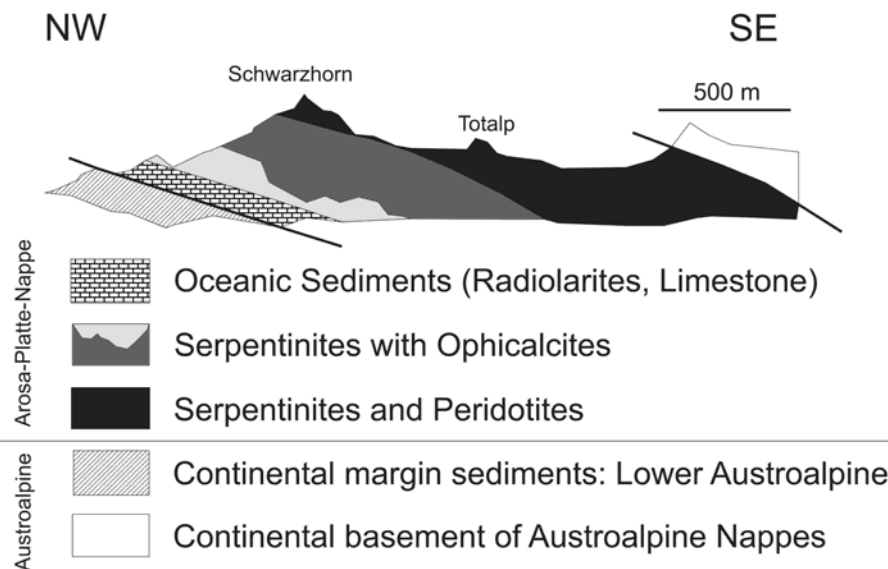 NW
SE
Schwarzhorn
500 m
Totalp
Arosa-Platte-Nappe
Oceanic Sediments (Radiolarites, Limestone)
Serpentinites with Ophicalcites
Serpentinites and Peridotites
Austroalpine
Continental margin sediments: Lower Austroalpine
Continental basement of Austroalpine Nappes